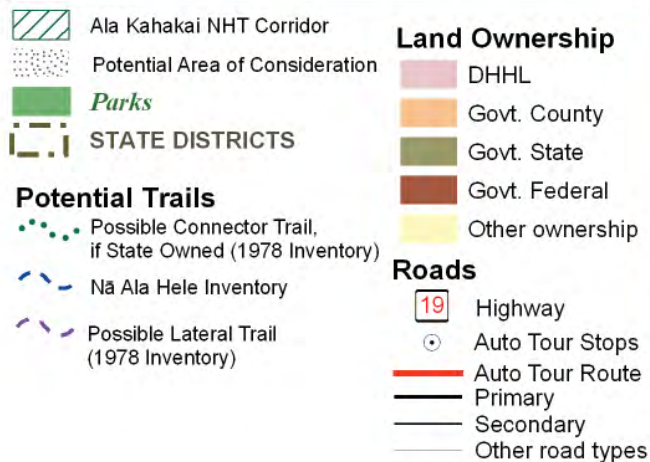 Ala Kahakai NHT Corridor
Potential Area of Consideration
Parks
STATE DISTRICTS
Potential Trails
Possible Connector Trail,
if State Owned (1978 Inventory)
Nā Ala Hele Inventory
Possible Lateral Trail
(1978 Inventory)
Land Ownership
DHHL
Govt. County
Govt. State
Govt. Federal
Other ownership
Roads
19 Highway
Auto Tour Stops
Auto Tour Route
Primary
Secondary
Other road types